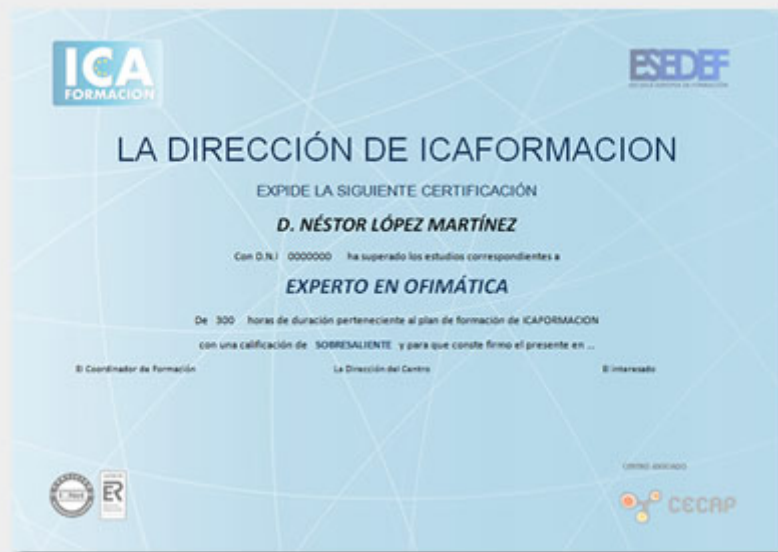 ICA
FORMACION
ESEDEF
LA DIRECCIÓN DE ICAFORMACION
EXPIDE LA SIGUIENTE CERTIFICACIÓN
D. NÉSTOR LÓPEZ MARTÍNEZ
Con D.N.I 0000000 ha superado los estudios correspondientes a
EXPERTO EN OFIMÁTICA
De 300 horas de duración perteneciente al plan de formación de ICAFORMACION
con una calificación de SOBRESALIENTE y para que conste firmo el presente en ...
El Coordinador de Formación La Dirección del Centro El interesado
CENTRO ASOCIADO
ER
CECAP